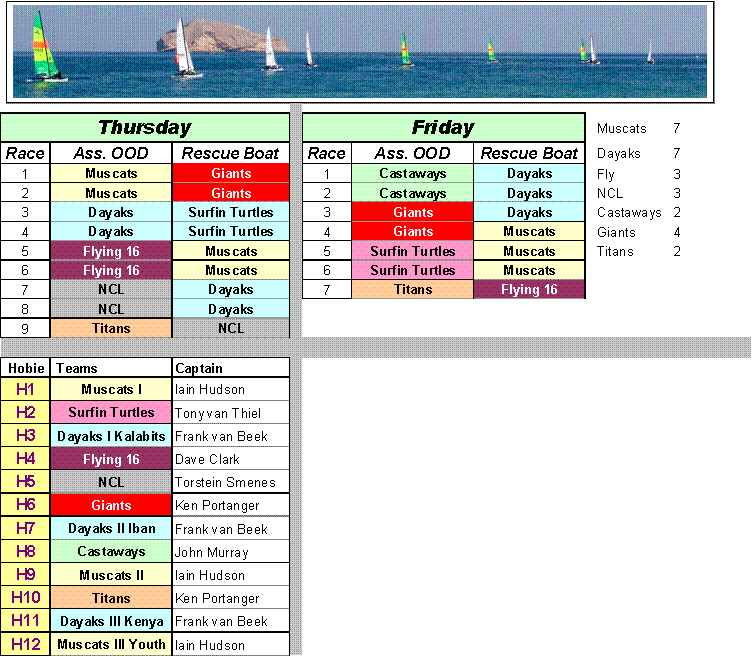 Thursday
Race Ass. OOD Rescue Boat
1 Muscats Giants
2 Muscats Giants
3 Dayaks Surfin Turtles
4 Dayaks Surfin Turtles
5 Flying 16 Muscats
6 Flying 16 Muscats
7 NCL Dayaks
8 NCL Dayaks
9 Titans NCL
Friday
Race Ass. OOD Rescue Boat
1 Castaways Dayaks
2 Castaways Dayaks
3 Giants Dayaks
4 Giants Muscats
5 Surfin Turtles Muscats
6 Surfin Turtles Muscats
7 Titans Flying 16
Muscats 7
Dayaks 7
Fly 3
NCL 3
Castaways 2
Giants 4
Titans 2
Hobie Teams Captain
H1 Muscats I Iain Hudson
H2 Surfin Turtles Tony van Thiel
H3 Dayaks I Kalabits Frank van Beek
H4 Flying 16 Dave Clark
H5 NCL Torstein Smenes
H6 Giants Ken Portanger
H7 Dayaks II Iban Frank van Beek
H8 Castaways John Murray
H9 Muscats II Iain Hudson
H10 Titans Ken Portanger
H11 Dayaks III Kenya Frank van Beek
H12 Muscats III Youth Iain Hudson